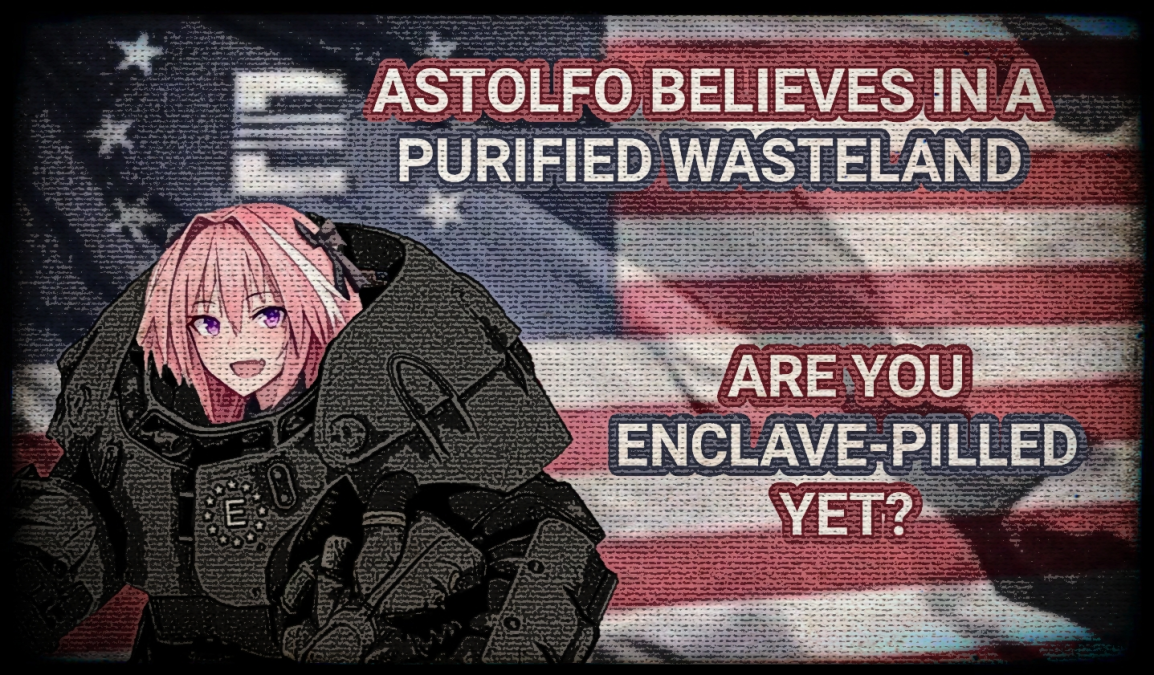 E
ASTOLFO BELIEVES IN A
PURIFIED WASTELAND
ARE YOU
ENCLAVE-PILLED
YET?
E